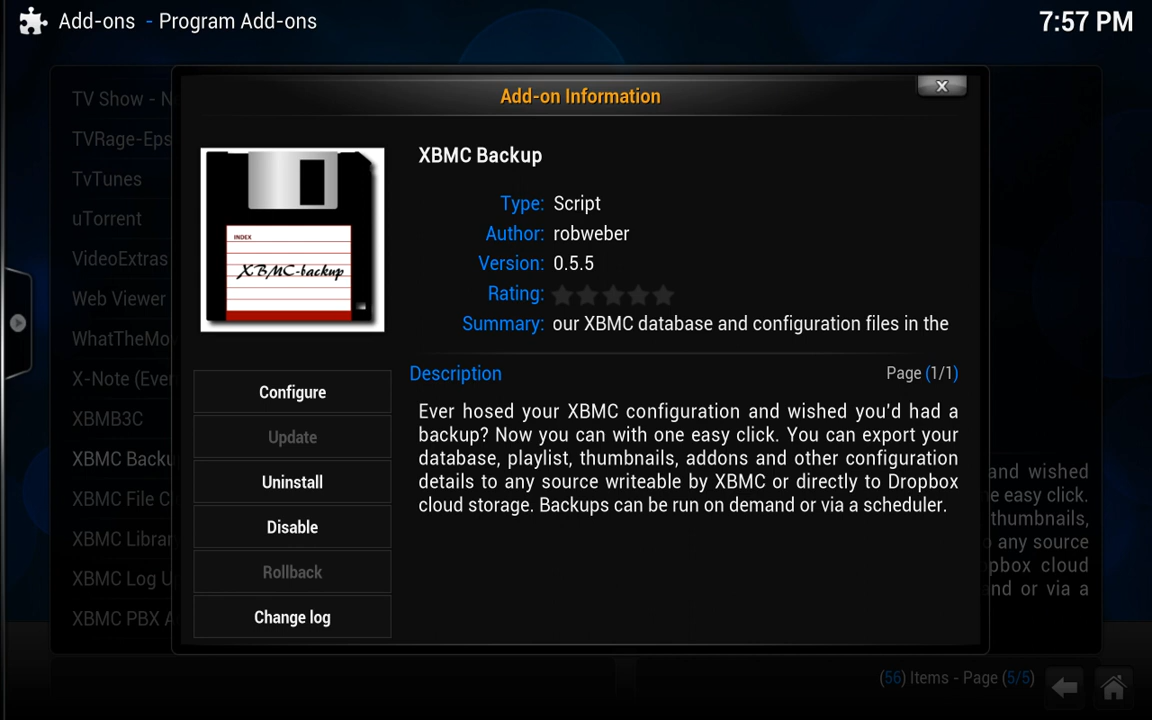 Add-ons - Program Add-ons
7:57 PM
Add-on Information
x
TV Show - N
TVRage-Eps
TvTunes
uTorrent
VideoExtras
Web Viewer
WhatTheMo
X-Note (Ever
XBMB3C
XBMC Backu
XBMC File C
XBMC Librar
XBMC Log U
XBMC PBX A
INDEX
XBMC-backup
XBMC Backup
Type: Script
Author: robweber
Version: 0.5.5
Rating:
Summary: our XBMC database and configuration files in the
Configure
Update
Uninstall
Disable
Rollback
Change log
Description
Page (1/1)
Ever hosed your XBMC configuration and wished you'd had a
backup? Now you can with one easy click. You can export your
database, playlist, thumbnails, addons and other configuration
details to any source writeable by XBMC or directly to Dropbox
cloud storage. Backups can be run on demand or via a scheduler.
and wished
e easy click.
thumbnails,
o any source
pbox cloud
nd or via a
(56) Items - Page (5/5)